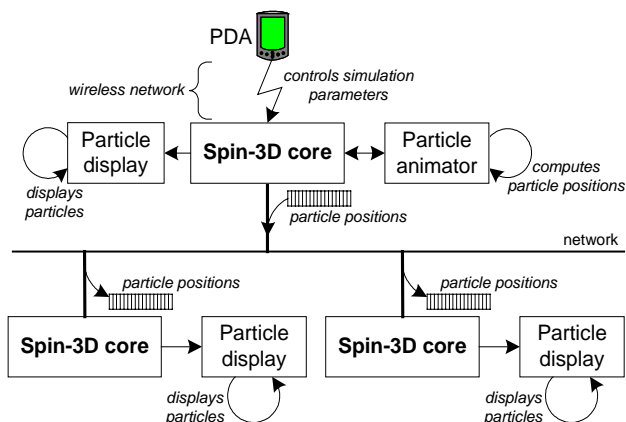 PDA
wireless network
controls simulation
parameters
Particle
display
Spin-3D core
Particle
animator
displays
particles
computes
particle positions
particle positions
network
particle positions
particle positions
Spin-3D core
Particle
display
Spin-3D core
Particle
display
displays
particles
displays
particles